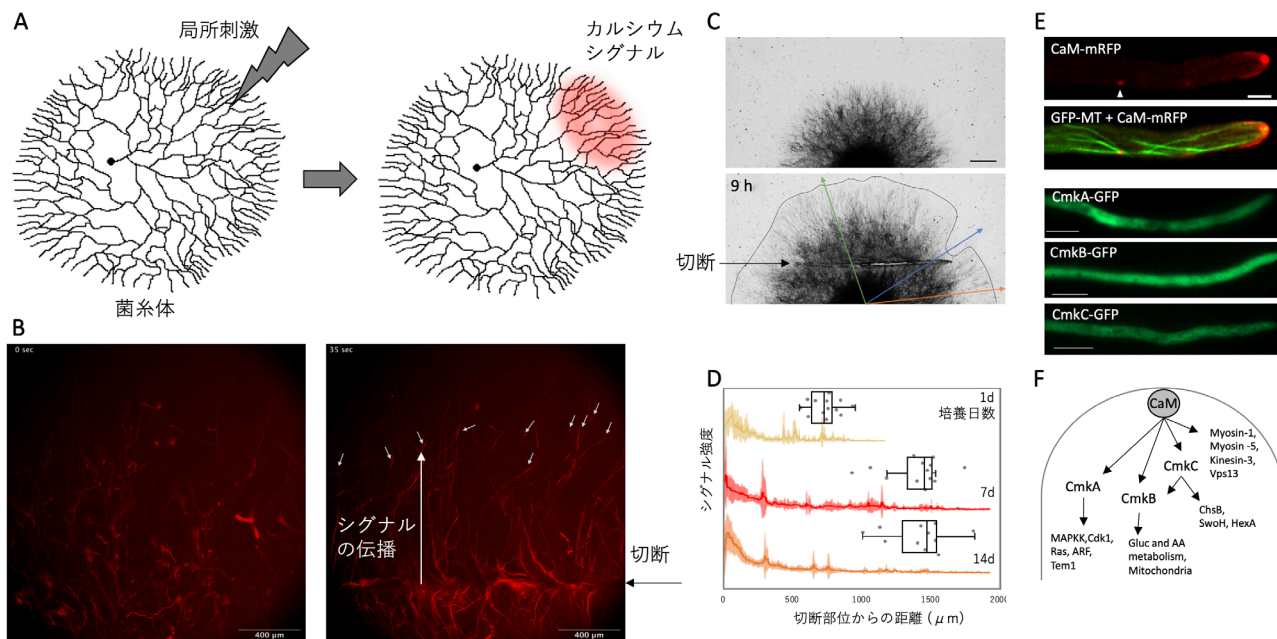 A
局所刺激
カルシウム
シグナル
菌糸体
B
0 sec
400 μm
35 sec
シグナル
の伝播
切断
400 μm
C
9 h
切断
D
シグナル強度
1d
培養日数
7d
14d
0
500
1000
1500
2000
切断部位からの距離 (μm)
E
CaM-mRFP
GFP-MT + CaM-mRFP
CmkA-GFP
CmkB-GFP
CmkC-GFP
F
CaM
Myosin-1,
Myosin -5,
Kinesin-3,
Vps13
CmkC
CmkA
CmkB
ChsB,
SwoH, HexA
MAPKK,Cdk1,
Ras, ARF,
Tem1
Gluc and AA
metabolism,
Mitochondria